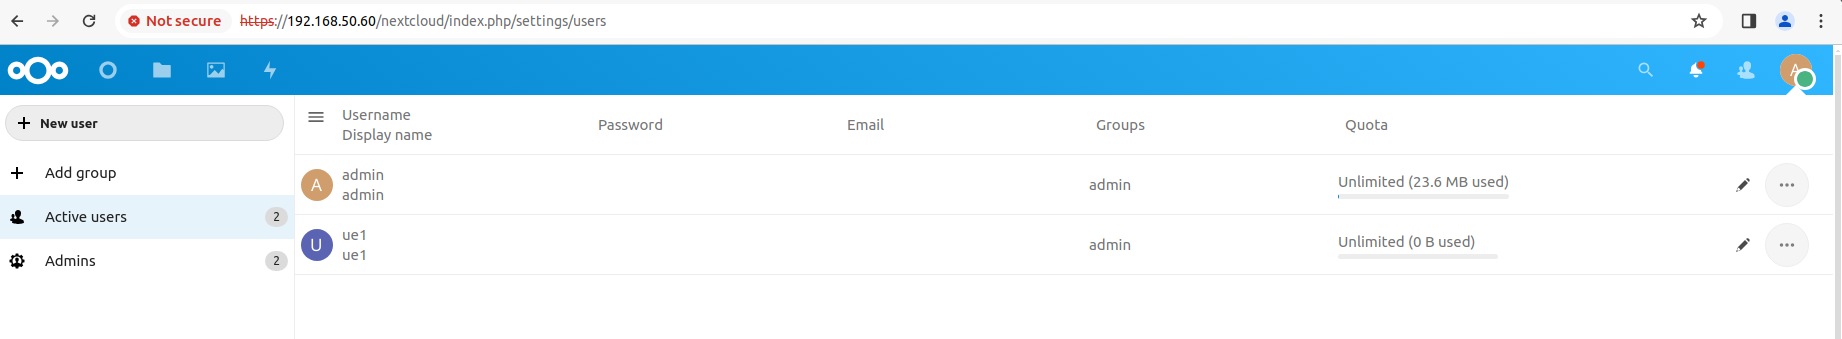 Not secure https://192.168.50.60/nextcloud/index.php/settings/users
A
New user
Add group
Active users 2
Admins 2
Username
Display name
Password
Email
Groups
Quota
A
admin
admin
admin
Unlimited (23.6 MB used)
U
ue1
ue1
admin
Unlimited (0 B used)